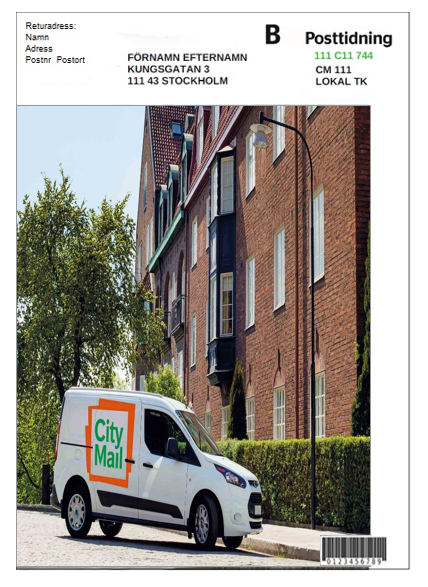 Returadress:
Namn
Adress
Postnr Postort
FÖRNAMN EFTERNAMN
KUNGSGATAN 3
111 43 STOCKHOLM
B Posttidning
111 C11 744
CM 111
LOKAL TK
City
Mail
0123456789